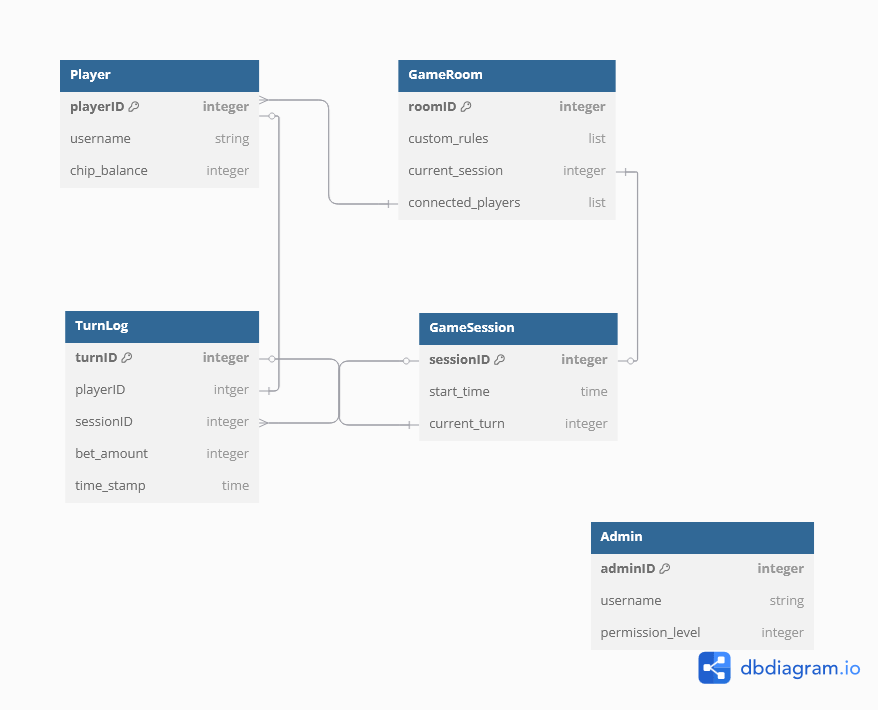 Player
playerID integer
username string
chip_balance integer
GameRoom
roomID integer
custom_rules list
current_session integer
connected_players list
TurnLog
turnID integer
playerID intger
sessionID integer
bet_amount integer
time_stamp time
GameSession
sessionID integer
start_time time
current_turn integer
Admin
adminID integer
username string
permission_level integer
dbdiagram.io